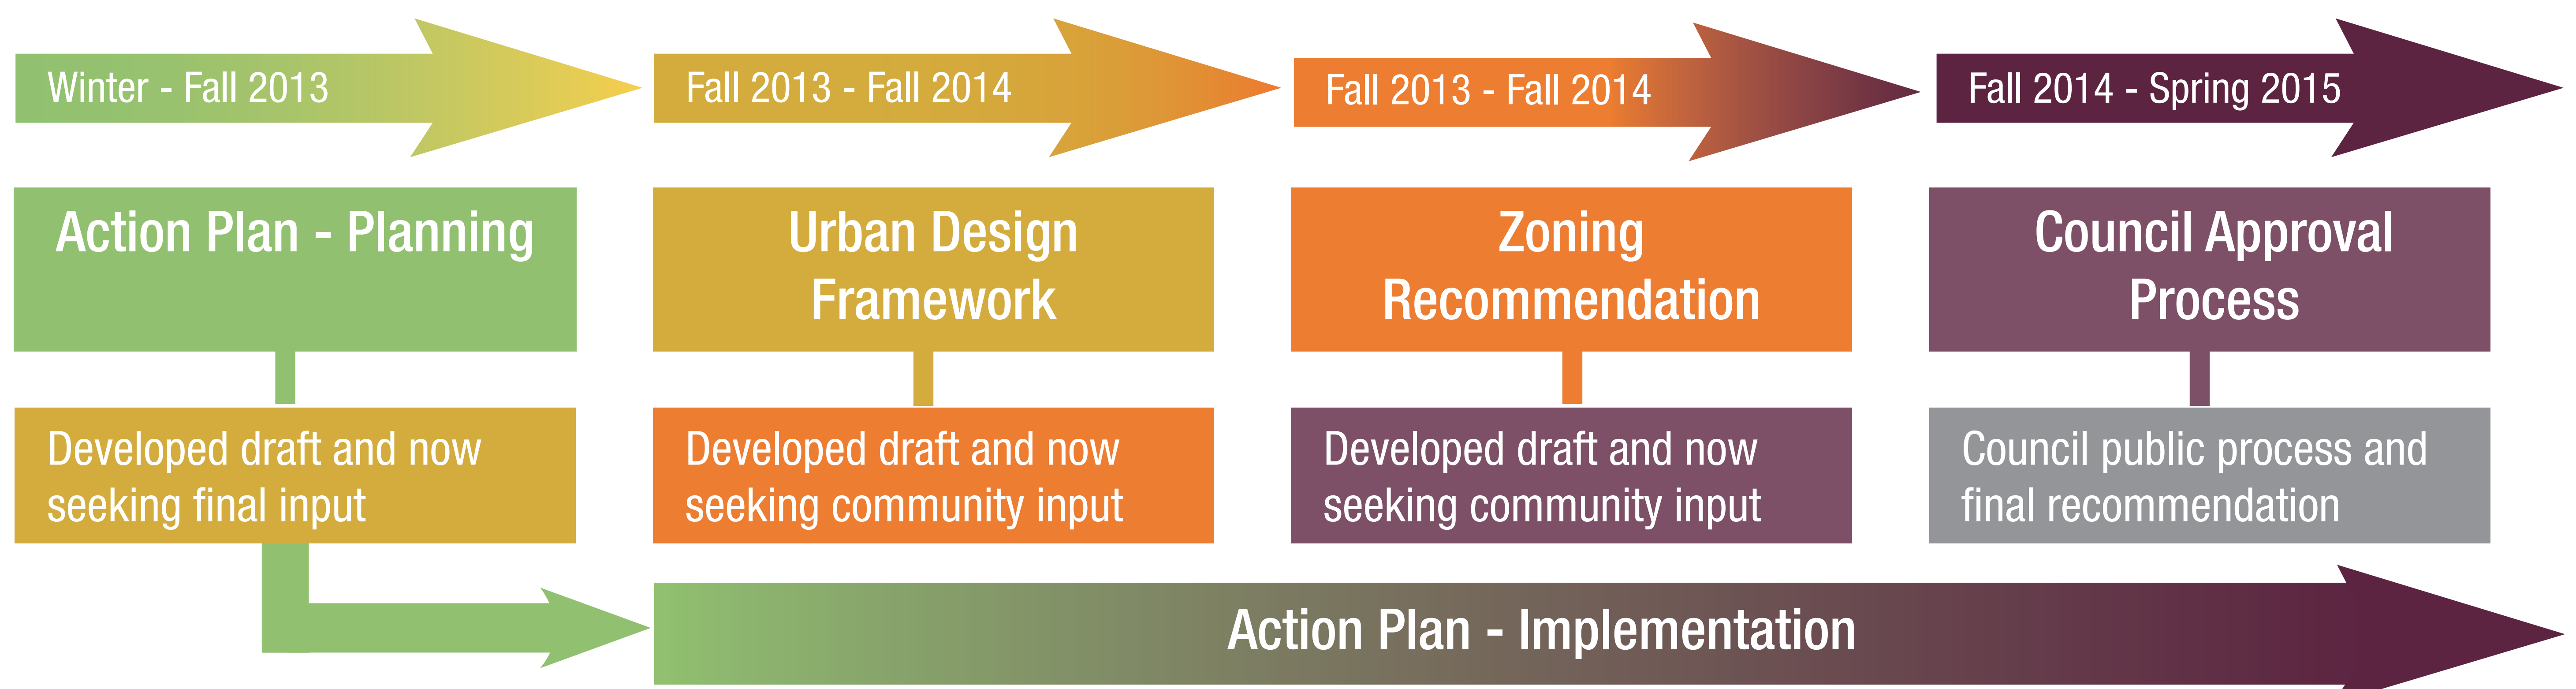 Winter - Fall 2013
Fall 2013 - Fall 2014
Fall 2013 - Fall 2014
Fall 2014 - Spring 2015
Action Plan - Planning
Urban Design
Framework
Zoning
Recommendation
Council Approval
Process
Developed draft and now
seeking final input
Developed draft and now
seeking community input
Developed draft and now
seeking community input
Council public process and
final recommendation
Action Plan - Implementation